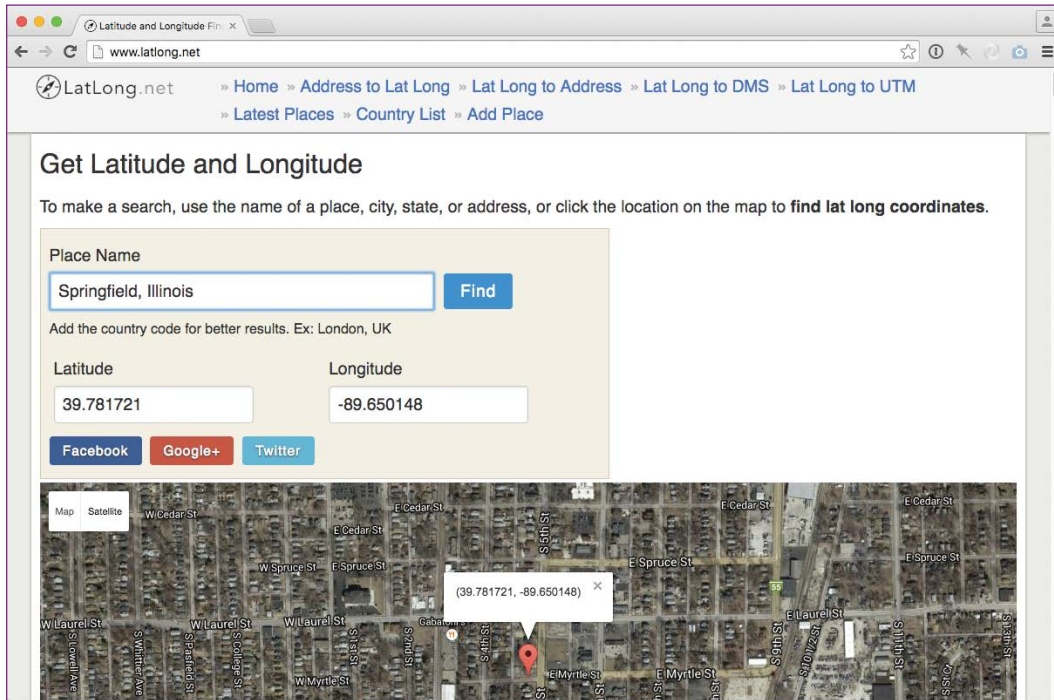 Latitude and Longitude Fin
www.latlong.net
LatLong.net
» Home » Address to Lat Long » Lat Long to Address » Lat Long to DMS » Lat Long to UTM
» Latest Places » Country List » Add Place
Get Latitude and Longitude
To make a search, use the name of a place, city, state, or address, or click the location on the map to find lat long coordinates.
Place Name
Springfield, Illinois
Find
Add the country code for better results. Ex: London, UK
Latitude
Longitude
39.781721
-89.650148
Facebook
Google+
Twitter
Map
Satellite
W Cedar St
E Cedar St
E Cedar St
E Cedar St
E Cedar St
S 5th St
W Spruce St
E Spruce St
E Spruce St
E Spruce St
(39.781721, -89.650148)
55
W Laurel St
W Laurel St
W Laurel St
E Laurel St
S Lowell Ave
S Whittier Ave
S Pasfield St
S College St
S 1st St
S 2nd St
S 4th St
S 9th St
S 10 1/2 St
S 11th St
S 13th St
W Myrtle St
E Myrtle St
E Myrtle St